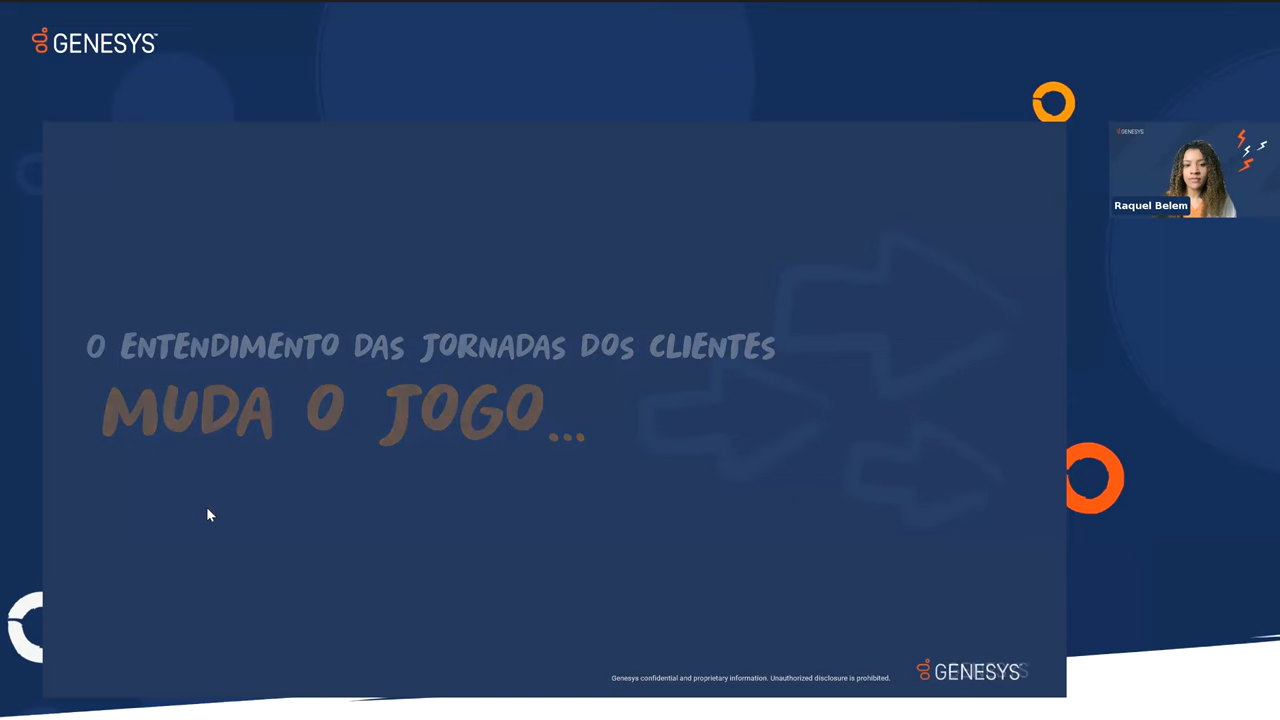 GENESYS™
GENESYS
Raquel Belem
O ENTENDIMENTO DAS JORNADAS DOS CLIENTES
MUDA O JOGO...
Genesys confidential and proprietary information. Unauthorized disclosure is prohibited.
GENESYS